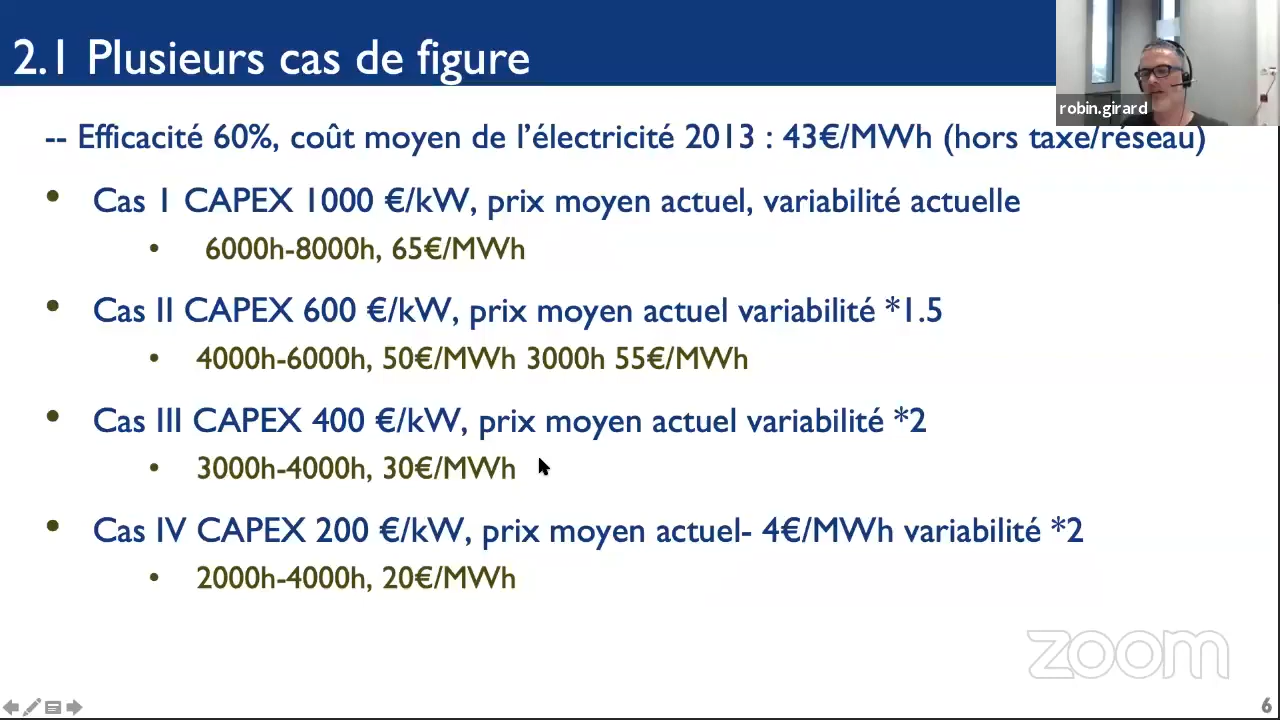 2.1 Plusieurs cas de figure
robin.girard
-- Efficacité 60%, coût moyen de l'électricité 2013 : 43€/MWh (hors taxe/réseau)
• Cas I CAPEX 1000 €/kW, prix moyen actuel, variabilité actuelle
• 6000h-8000h, 65€/MWh
• Cas II CAPEX 600 €/kW, prix moyen actuel variabilité *1.5
• 4000h-6000h, 50€/MWh 3000h 55€/MWh
• Cas III CAPEX 400 €/kW, prix moyen actuel variabilité *2
• 3000h-4000h, 30€/MWh
• Cas IV CAPEX 200 €/kW, prix moyen actuel- 4€/MWh variabilité *2
• 2000h-4000h, 20€/MWh
zoom
6